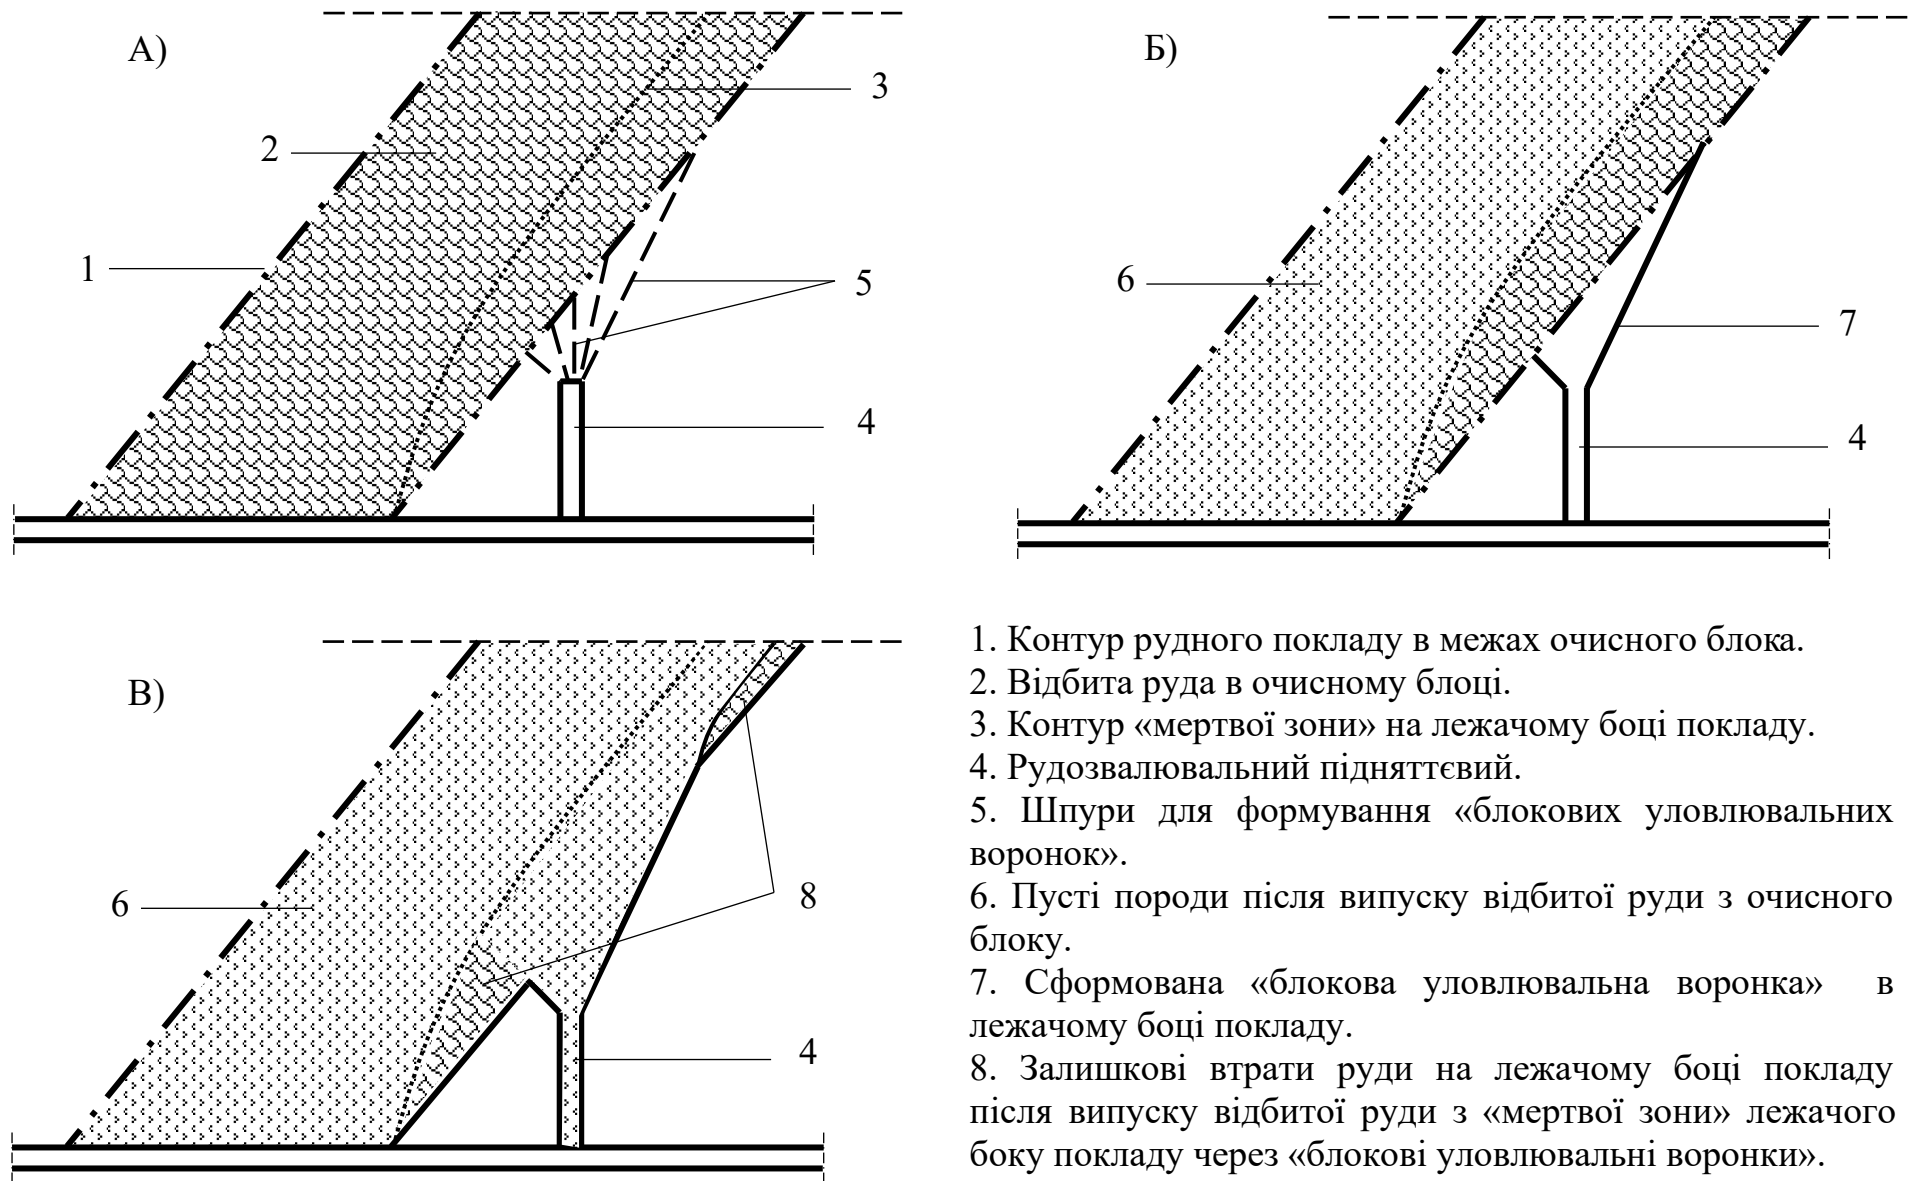 А)
3
2
1
5
4
Б)
6
7
4
В)
6
8
4
1. Контур рудного покладу в межах очисного блока.
2. Відбита руда в очисному блоці.
3. Контур «мертвої зони» на лежачому боці покладу.
4. Рудозвалювальний підняттєвий.
5. Шпури для формування «блокових уловлювальних
воронок».
6. Пусті породи після випуску відбитої руди з очисного
блоку.
7. Сформована «блокова уловлювальна воронка» в
лежачому боці покладу.
8. Залишкові втрати руди на лежачому боці покладу
після випуску відбитої руди з «мертвої зони» лежачого
боку покладу через «блокові уловлювальні воронки».